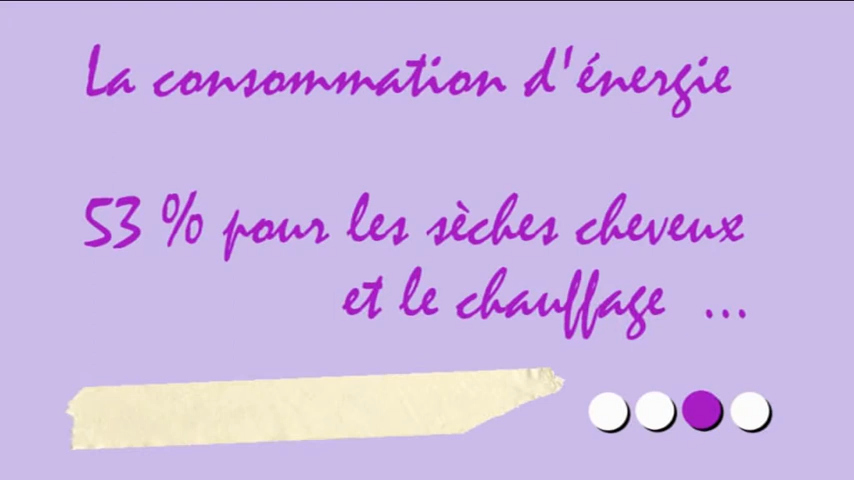 La consommation d'énergie
53 % pour les sèches cheveux
et le chauffage ...